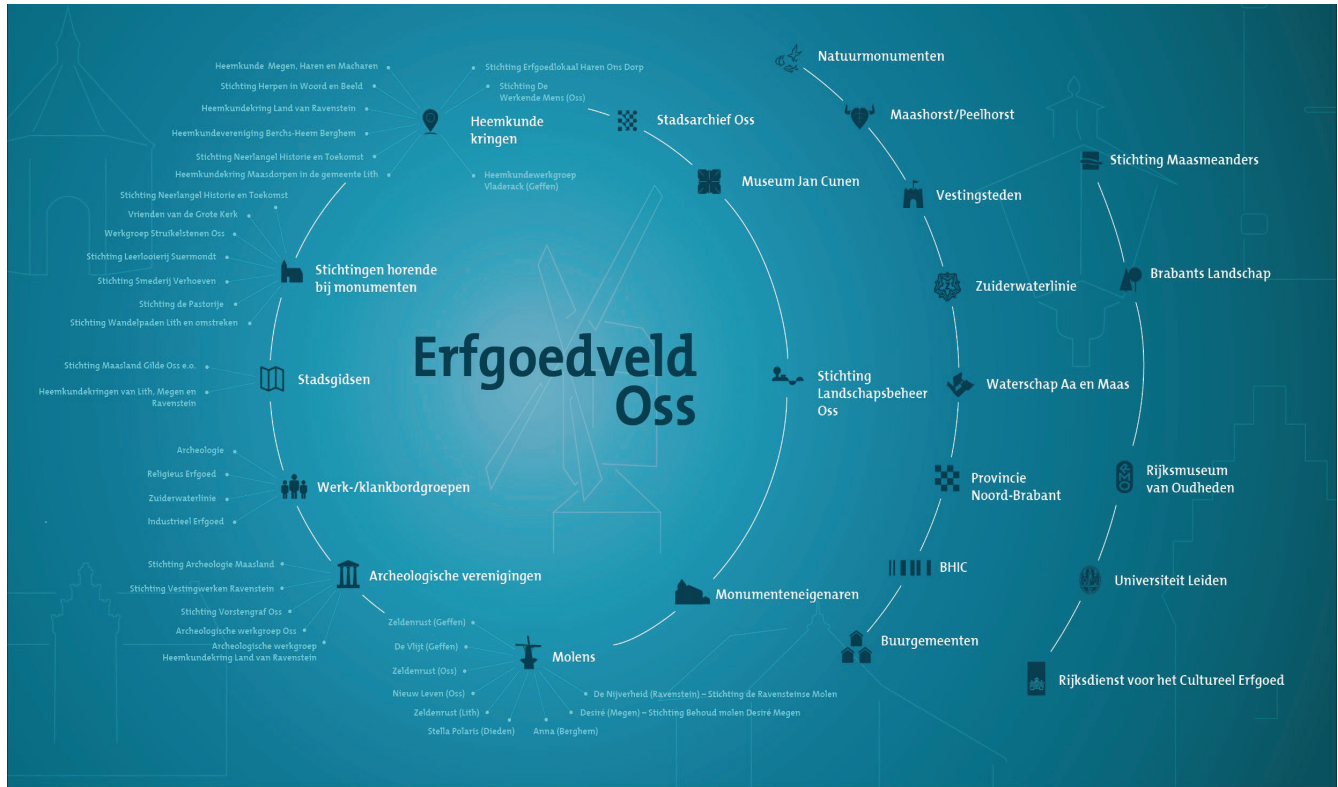 Erfgoedveld
Oss
Heemkunde
kringen
Heemkunde Megen, Haren en Macharen
Stichting Herpen in Woord en Beeld
Heemkundekring Land van Ravenstein
Heemkundevereniging Berchs-Heem Berghem
Stichting Neerlangel Historie en Toekomst
Heemkundekring Maasdorpen in de gemeente Lith
Stichting Erfgoedlokaal Haren Ons Dorp
Stichting De
Werkende Mens (Oss)
Heemkundewerkgroep
Vladerack (Geffen)
Stichtingen horende
bij monumenten
Stichting Neerlangel Historie en Toekomst
Vrienden van de Grote Kerk
Werkgroep Struikelstenen Oss
Stichting Leerlooierij Suermondt
Stichting Smederij Verhoeven
Stichting de Pastorije
Stichting Wandelpaden Lith en omstreken
Stadsgidsen
Stichting Maasland Gilde Oss e.o.
Heemkundekringen van Lith, Megen en
Ravenstein
Werk-/klankbordgroepen
Archeologie
Religieus Erfgoed
Zuiderwaterlinie
Industrieel Erfgoed
Archeologische verenigingen
Stichting Archeologie Maasland
Stichting Vestingwerken Ravenstein
Stichting Vorstengraf Oss
Archeologische werkgroep Oss
Archeologische werkgroep
Heemkundekring Land van Ravenstein
Molens
Zeldenrust (Geffen)
De Vlijt (Geffen)
Zeldenrust (Oss)
Nieuw Leven (Oss)
Zeldenrust (Lith)
Stella Polaris (Dieden)
Anna (Berghem)
Desiré (Megen) – Stichting Behoud molen Desiré Megen
De Nijverheid (Ravenstein) – Stichting de Ravensteinse Molen
Stadsarchief Oss
Museum Jan Cunen
Stichting
Landschapsbeheer
Oss
Monumenteneigenaren
Natuurmonumenten
Maashorst/Peelhorst
Vestingsteden
Zuiderwaterlinie
Waterschap Aa en Maas
Provincie
Noord-Brabant
BHIC
Buurgemeenten
Stichting Maasmeanders
Brabants Landschap
Rijksmuseum
van Oudheden
Universiteit Leiden
Rijksdienst voor het Cultureel Erfgoed